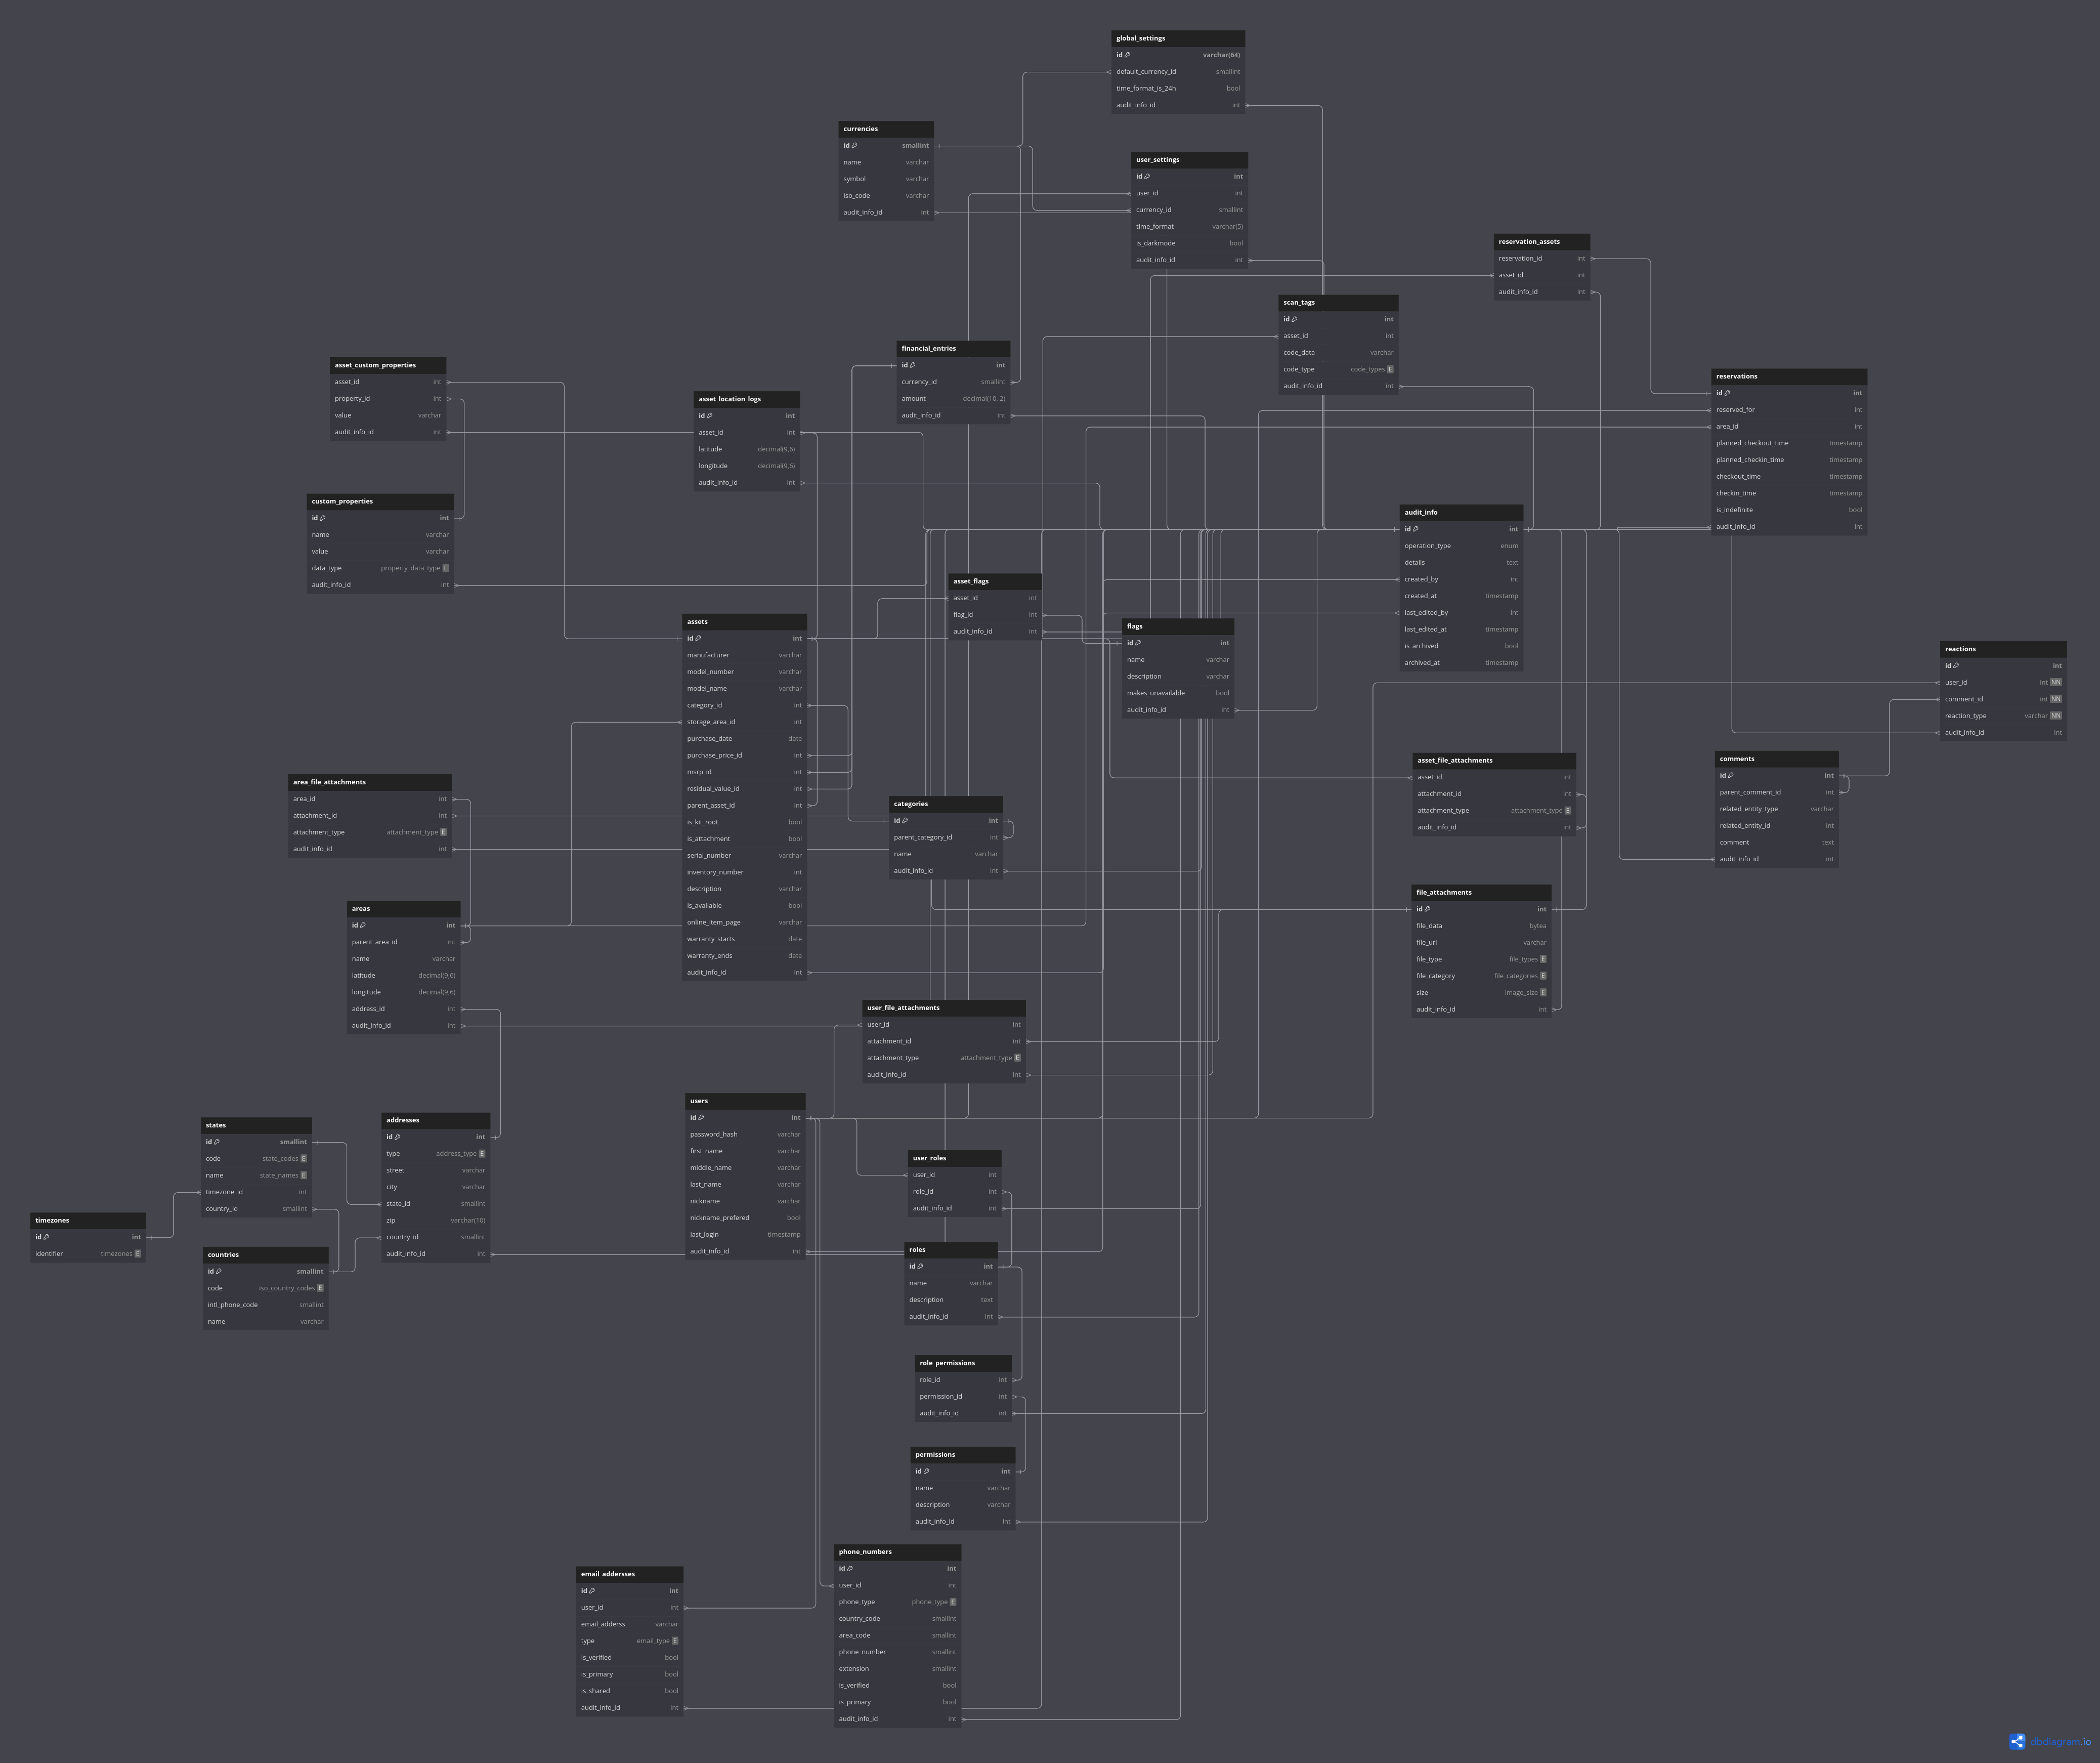 global_settings
id varchar(64)
default_currency_id smallint
time_format_is_24h bool
audit_info_id int
currencies
id smallint
name varchar
symbol varchar
iso_code varchar
audit_info_id int
user_settings
id int
user_id int
currency_id smallint
time_format varchar(5)
is_darkmode bool
audit_info_id int
reservation_assets
reservation_id int
asset_id int
audit_info_id int
scan_tags
id int
asset_id int
code_data varchar
code_type code_types E
audit_info_id int
financial_entries
id int
currency_id smallint
amount decimal(10, 2)
audit_info_id int
asset_custom_properties
asset_id int
property_id int
value varchar
audit_info_id int
reservations
id int
reserved_for int
area_id int
planned_checkout_time timestamp
planned_checkin_time timestamp
checkout_time timestamp
checkin_time timestamp
is_indefinite bool
audit_info_id int
asset_location_logs
id int
asset_id int
latitude decimal(9,6)
longitude decimal(9,6)
audit_info_id int
custom_properties
id int
name varchar
value varchar
data_type property_data_type E
audit_info_id int
audit_info
id int
operation_type enum
details text
created_by int
created_at timestamp
last_edited_by int
last_edited_at timestamp
is_archived bool
archived_at timestamp
asset_flags
asset_id int
flag_id int
audit_info_id int
assets
id int
manufacturer varchar
model_number varchar
model_name varchar
category_id int
storage_area_id int
purchase_date date
purchase_price_id int
msrp_id int
residual_value_id int
parent_asset_id int
is_kit_root bool
is_attachment bool
serial_number varchar
inventory_number int
description varchar
is_available bool
online_item_page varchar
warranty_starts date
warranty_ends date
audit_info_id int
flags
id int
name varchar
description varchar
makes_unavailable bool
audit_info_id int
reactions
id int
user_id int NN
comment_id int NN
reaction_type varchar NN
audit_info_id int
comments
id int
parent_comment_id int
related_entity_type varchar
related_entity_id int
comment text
audit_info_id int
asset_file_attachments
asset_id int
attachment_id int
attachment_type attachment_type E
audit_info_id int
area_file_attachments
area_id int
attachment_id int
attachment_type attachment_type E
audit_info_id int
categories
id int
parent_category_id int
name varchar
audit_info_id int
file_attachments
id int
file_data bytea
file_url varchar
file_type file_types E
file_category file_categories E
size image_size E
audit_info_id int
areas
id int
parent_area_id int
name varchar
latitude decimal(9,6)
longitude decimal(9,6)
address_id int
audit_info_id int
user_file_attachments
user_id int
attachment_id int
attachment_type attachment_type E
audit_info_id int
users
id int
password_hash varchar
first_name varchar
middle_name varchar
last_name varchar
nickname varchar
nickname_prefered bool
last_login timestamp
audit_info_id int
addresses
id int
type address_type E
street varchar
city varchar
state_id smallint
zip varchar(10)
country_id smallint
audit_info_id int
states
id smallint
code state_codes E
name state_names E
timezone_id int
country_id smallint
user_roles
user_id int
role_id int
audit_info_id int
timezones
id int
identifier timezones E
countries
id smallint
code iso_country_codes E
intl_phone_code smallint
name varchar
roles
id int
name varchar
description text
audit_info_id int
role_permissions
role_id int
permission_id int
audit_info_id int
permissions
id int
name varchar
description varchar
audit_info_id int
phone_numbers
id int
user_id int
phone_type phone_type E
country_code smallint
area_code smallint
phone_number smallint
extension smallint
is_verified bool
is_primary bool
audit_info_id int
email_addersses
id int
user_id int
email_adderss varchar
type email_type E
is_verified bool
is_primary bool
is_shared bool
audit_info_id int
dbdiagram.io